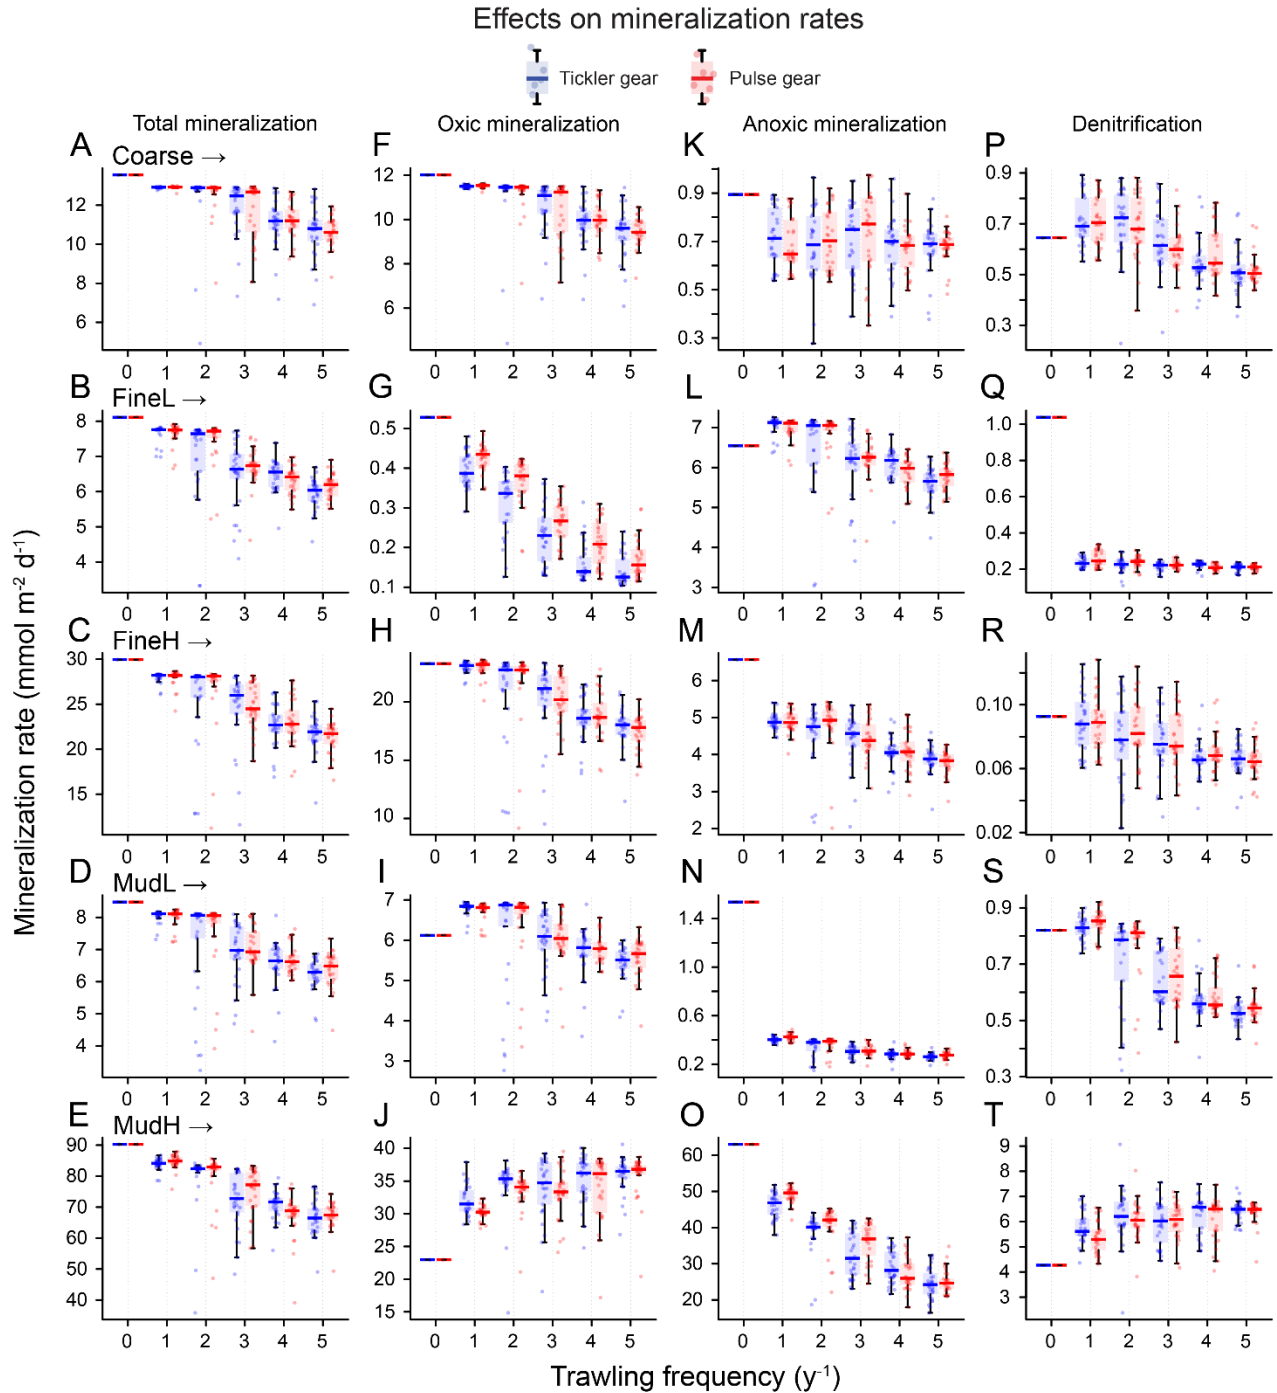 Effects on mineralization rates
Tickler gear Pulse gear
Total mineralization Oxic mineralization Anoxic mineralization Denitrification
A F K P
Coarse →
12 10 8 6
12 10 8 6
0.9 0.7 0.5 0.3
0.9 0.7 0.5 0.3
0 1 2 3 4 5 0 1 2 3 4 5 0 1 2 3 4 5 0 1 2 3 4 5
B G L Q
FineL →
8 7 6 5 4
0.5 0.4 0.3 0.2 0.1
7 6 5 4 3
1.0 0.8 0.6 0.4 0.2
0 1 2 3 4 5 0 1 2 3 4 5 0 1 2 3 4 5 0 1 2 3 4 5
C H M R
FineH →
30 25 20 15
20 15 10
6 5 4 3 2
0.10 0.06 0.02
0 1 2 3 4 5 0 1 2 3 4 5 0 1 2 3 4 5 0 1 2 3 4 5
D I N S
MudL →
8 7 6 5 4
7 6 5 4 3
1.4 1.0 0.6 0.2
0.9 0.7 0.5 0.3
0 1 2 3 4 5 0 1 2 3 4 5 0 1 2 3 4 5 0 1 2 3 4 5
E J O T
MudH →
90 80 70 60 50 40
40 35 30 25 20 15
60 50 40 30 20
9 8 7 6 5 4 3
0 1 2 3 4 5 0 1 2 3 4 5 0 1 2 3 4 5 0 1 2 3 4 5
Mineralization rate (mmol m⁻² d⁻¹)
Trawling frequency (y⁻¹)